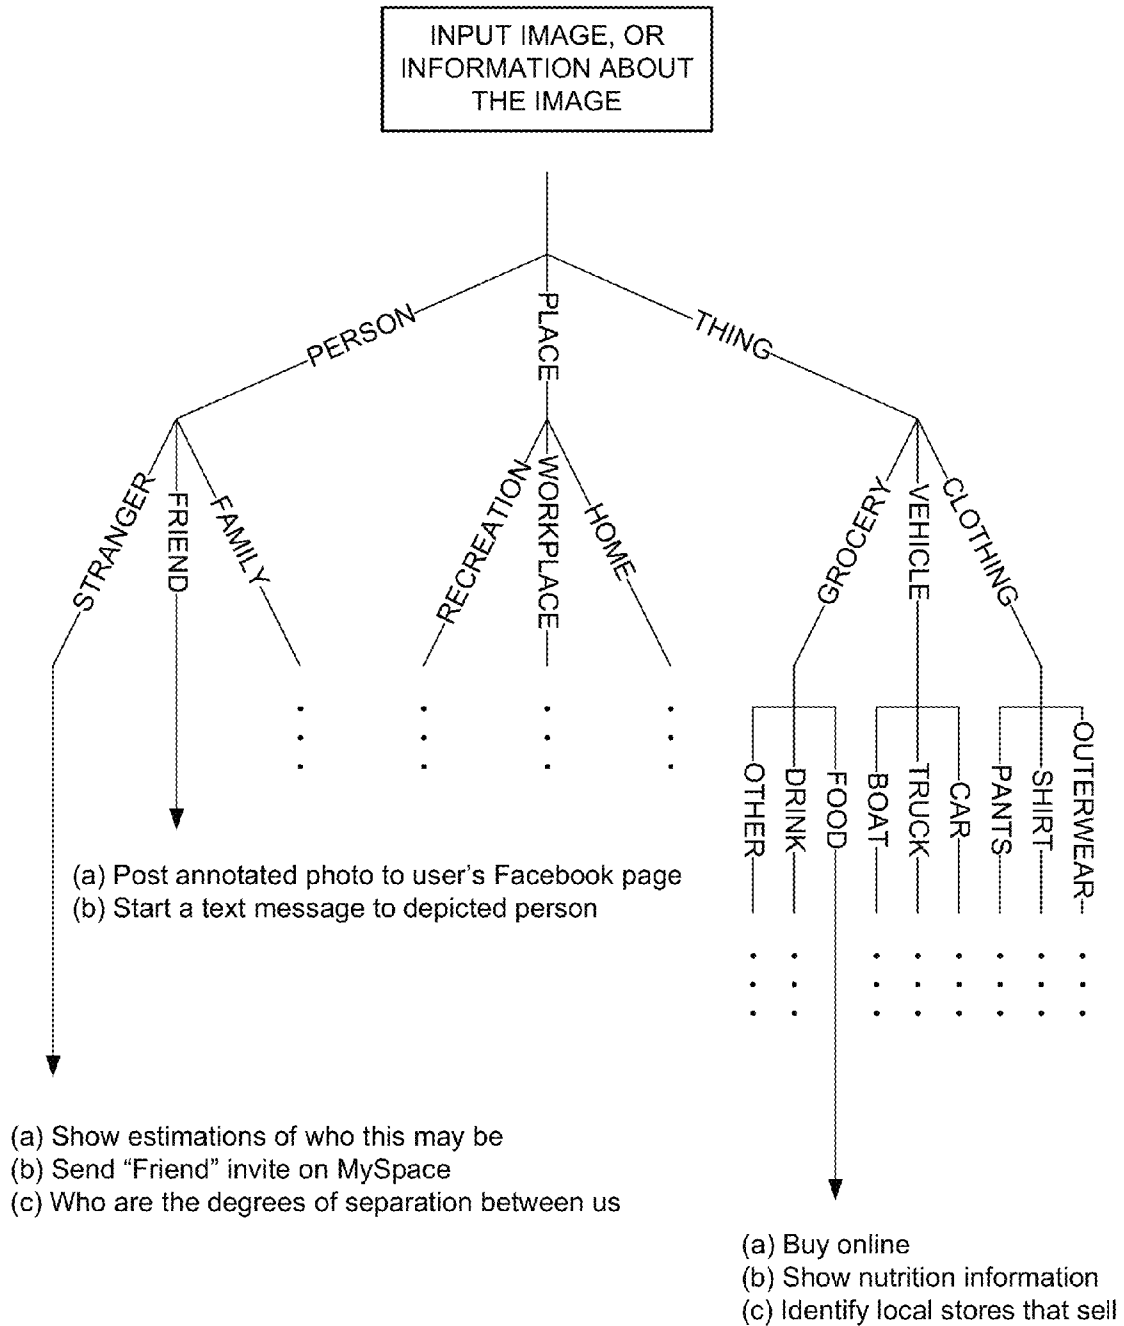 INPUT IMAGE, OR
INFORMATION ABOUT
THE IMAGE
PERSON
PLACE
THING
STRANGER
FRIEND
FAMILY
RECREATION
WORKPLACE
HOME
GROCERY
VEHICLE
CLOTHING
OTHER
DRINK
FOOD
BOAT
TRUCK
CAR
PANTS
SHIRT
OUTERWEAR
(a) Post annotated photo to user's Facebook page
(b) Start a text message to depicted person
(a) Show estimations of who this may be
(b) Send “Friend” invite on MySpace
(c) Who are the degrees of separation between us
(a) Buy online
(b) Show nutrition information
(c) Identify local stores that sell